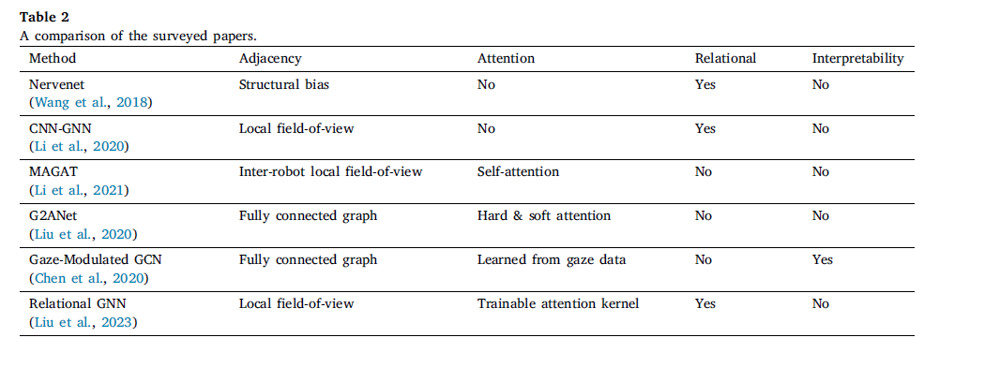 Table 2
A comparison of the surveyed papers.
Method Adjacency Attention Relational Interpretability
Nervenet Structural bias No Yes No
(Wang et al., 2018)
CNN-GNN Local field-of-view No Yes No
(Li et al., 2020)
MAGAT Inter-robot local field-of-view Self-attention No No
(Li et al., 2021)
G2ANet Fully connected graph Hard & soft attention No No
(Liu et al., 2020)
Gaze-Modulated GCN Fully connected graph Learned from gaze data No Yes
(Chen et al., 2020)
Relational GNN Local field-of-view Trainable attention kernel Yes No
(Liu et al., 2023)